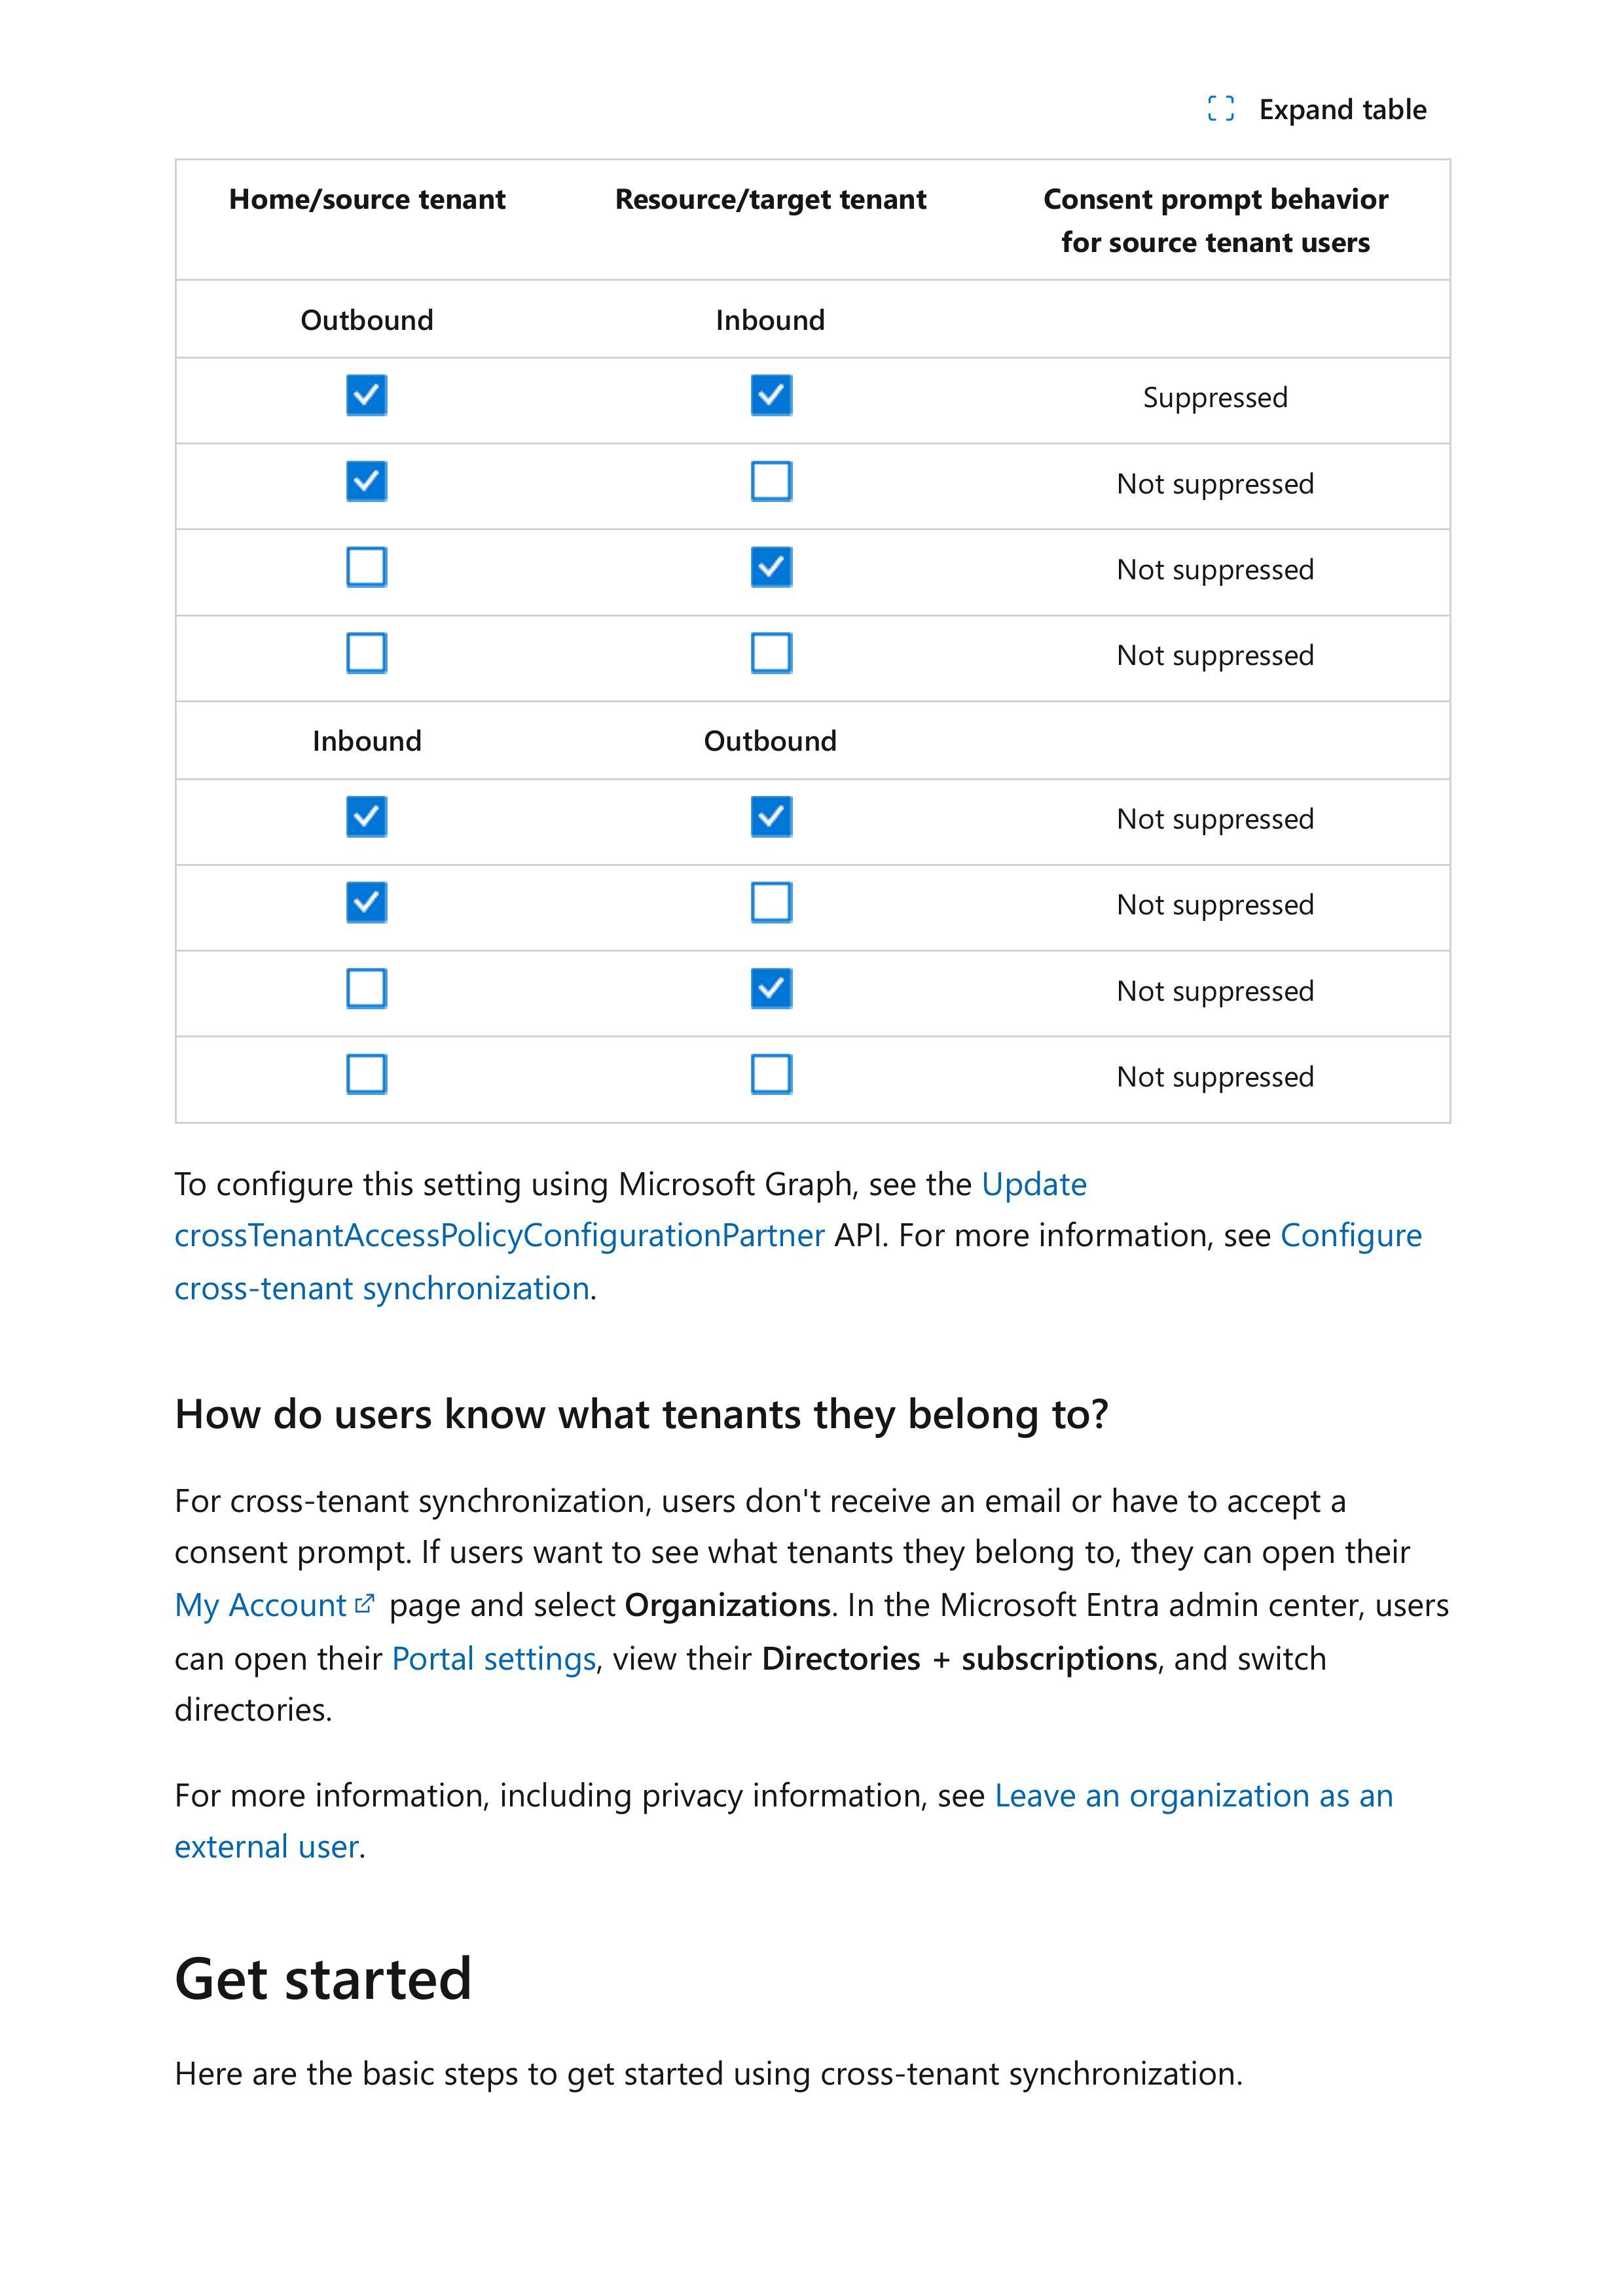 Expand table
Home/source tenant Resource/target tenant Consent prompt behavior
for source tenant users
Outbound Inbound
Suppressed
Not suppressed
Not suppressed
Not suppressed
Inbound Outbound
Not suppressed
Not suppressed
Not suppressed
Not suppressed
To configure this setting using Microsoft Graph, see the Update
crossTenantAccessPolicyConfigurationPartner API. For more information, see Configure
cross-tenant synchronization.
How do users know what tenants they belong to?
For cross-tenant synchronization, users don't receive an email or have to accept a
consent prompt. If users want to see what tenants they belong to, they can open their
My Account page and select Organizations. In the Microsoft Entra admin center, users
can open their Portal settings, view their Directories + subscriptions, and switch
directories.
For more information, including privacy information, see Leave an organization as an
external user.
Get started
Here are the basic steps to get started using cross-tenant synchronization.